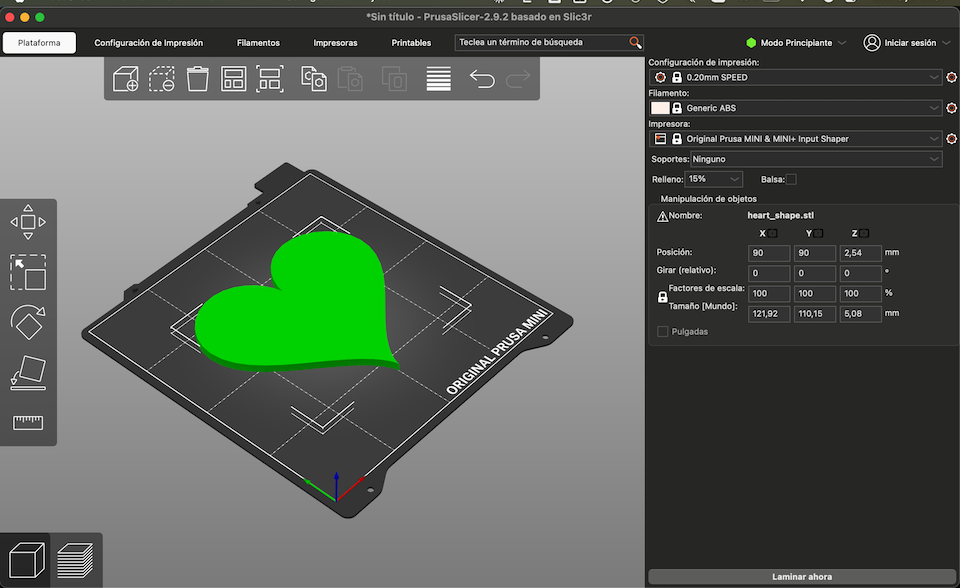 *Sin título - PrusaSlicer-2.9.2 basado en Slic3r
Plataforma
Configuración de Impresión
Filamentos
Impresoras
Printables
Teclea un término de búsqueda
Modo Principiante
Iniciar sesión
Configuración de impresión:
0.20mm SPEED
Filamento:
Generic ABS
Impresora:
Original Prusa MINI & MINI+ Input Shaper
Soportes: Ninguno
Relleno: 15% Balsa:
Manipulación de objetos
Nombre: heart_shape.stl
X Y Z
Posición: 90 90 2,54 mm
Girar (relativo): 0 0 0 °
Factores de escala: 100 100 100 %
Tamaño [Mundo]: 121,92 110,15 5,08 mm
Pulgadas
ORIGINAL PRUSA MINI
Laminar ahora